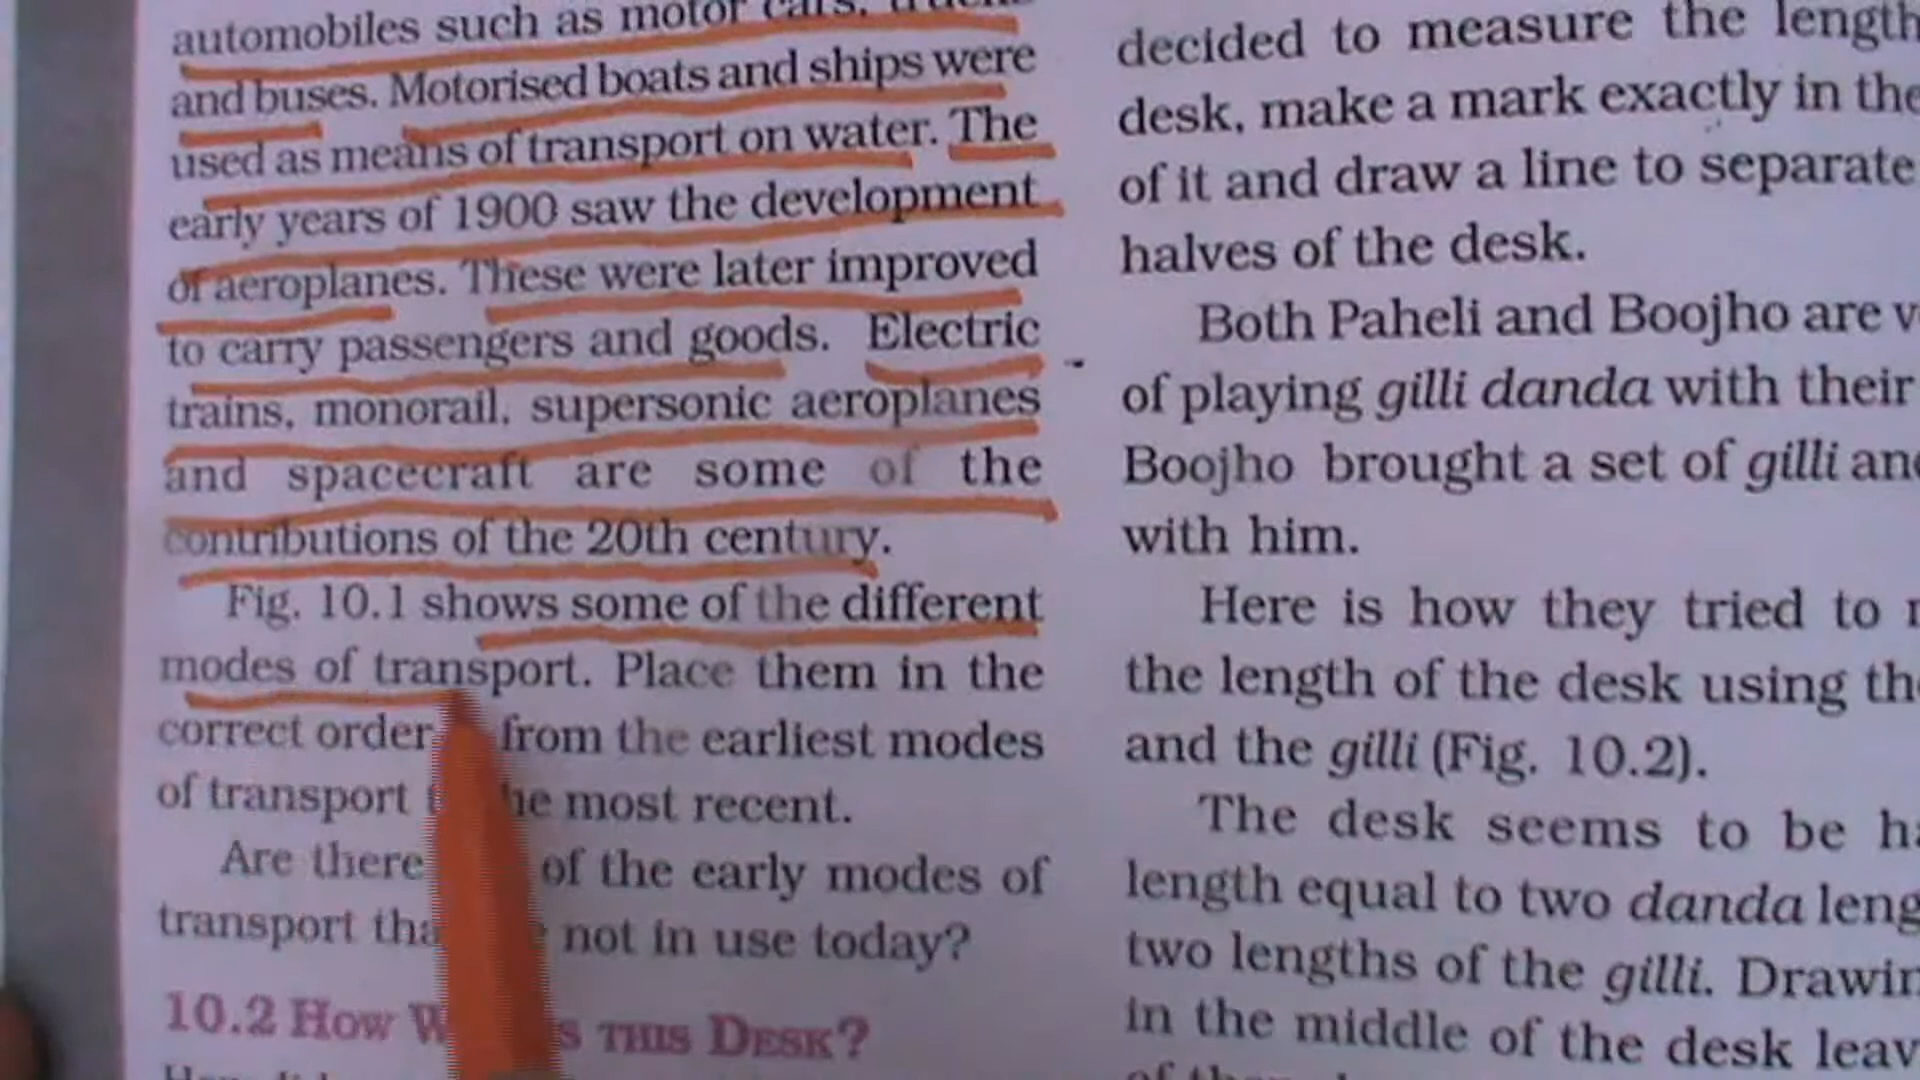 automobiles such as motor cars,
and buses. Motorised boats and ships were
used as means of transport on water. The
early years of 1900 saw the development
of aeroplanes. These were later improved
to carry passengers and goods. Electric
trains, monorail, supersonic aeroplanes
and spacecraft are some of the
contributions of the 20th century.
Fig. 10.1 shows some of the different
modes of transport. Place them in the
correct order from the earliest modes
of transport most recent.
Are there of the early modes of
transport not in use today?
10.2 How THIS DESK?
decided to measure the length
desk, make a mark exactly in the
of it and draw a line to separate
halves of the desk.
Both Paheli and Boojho are
of playing gilli danda with their
Boojho brought a set of gilli
with him.
Here is how they tried to
the length of the desk using
and the gilli (Fig. 10.2).
The desk seems to be
length equal to two danda
two lengths of the gilli.
in the middle of the desk